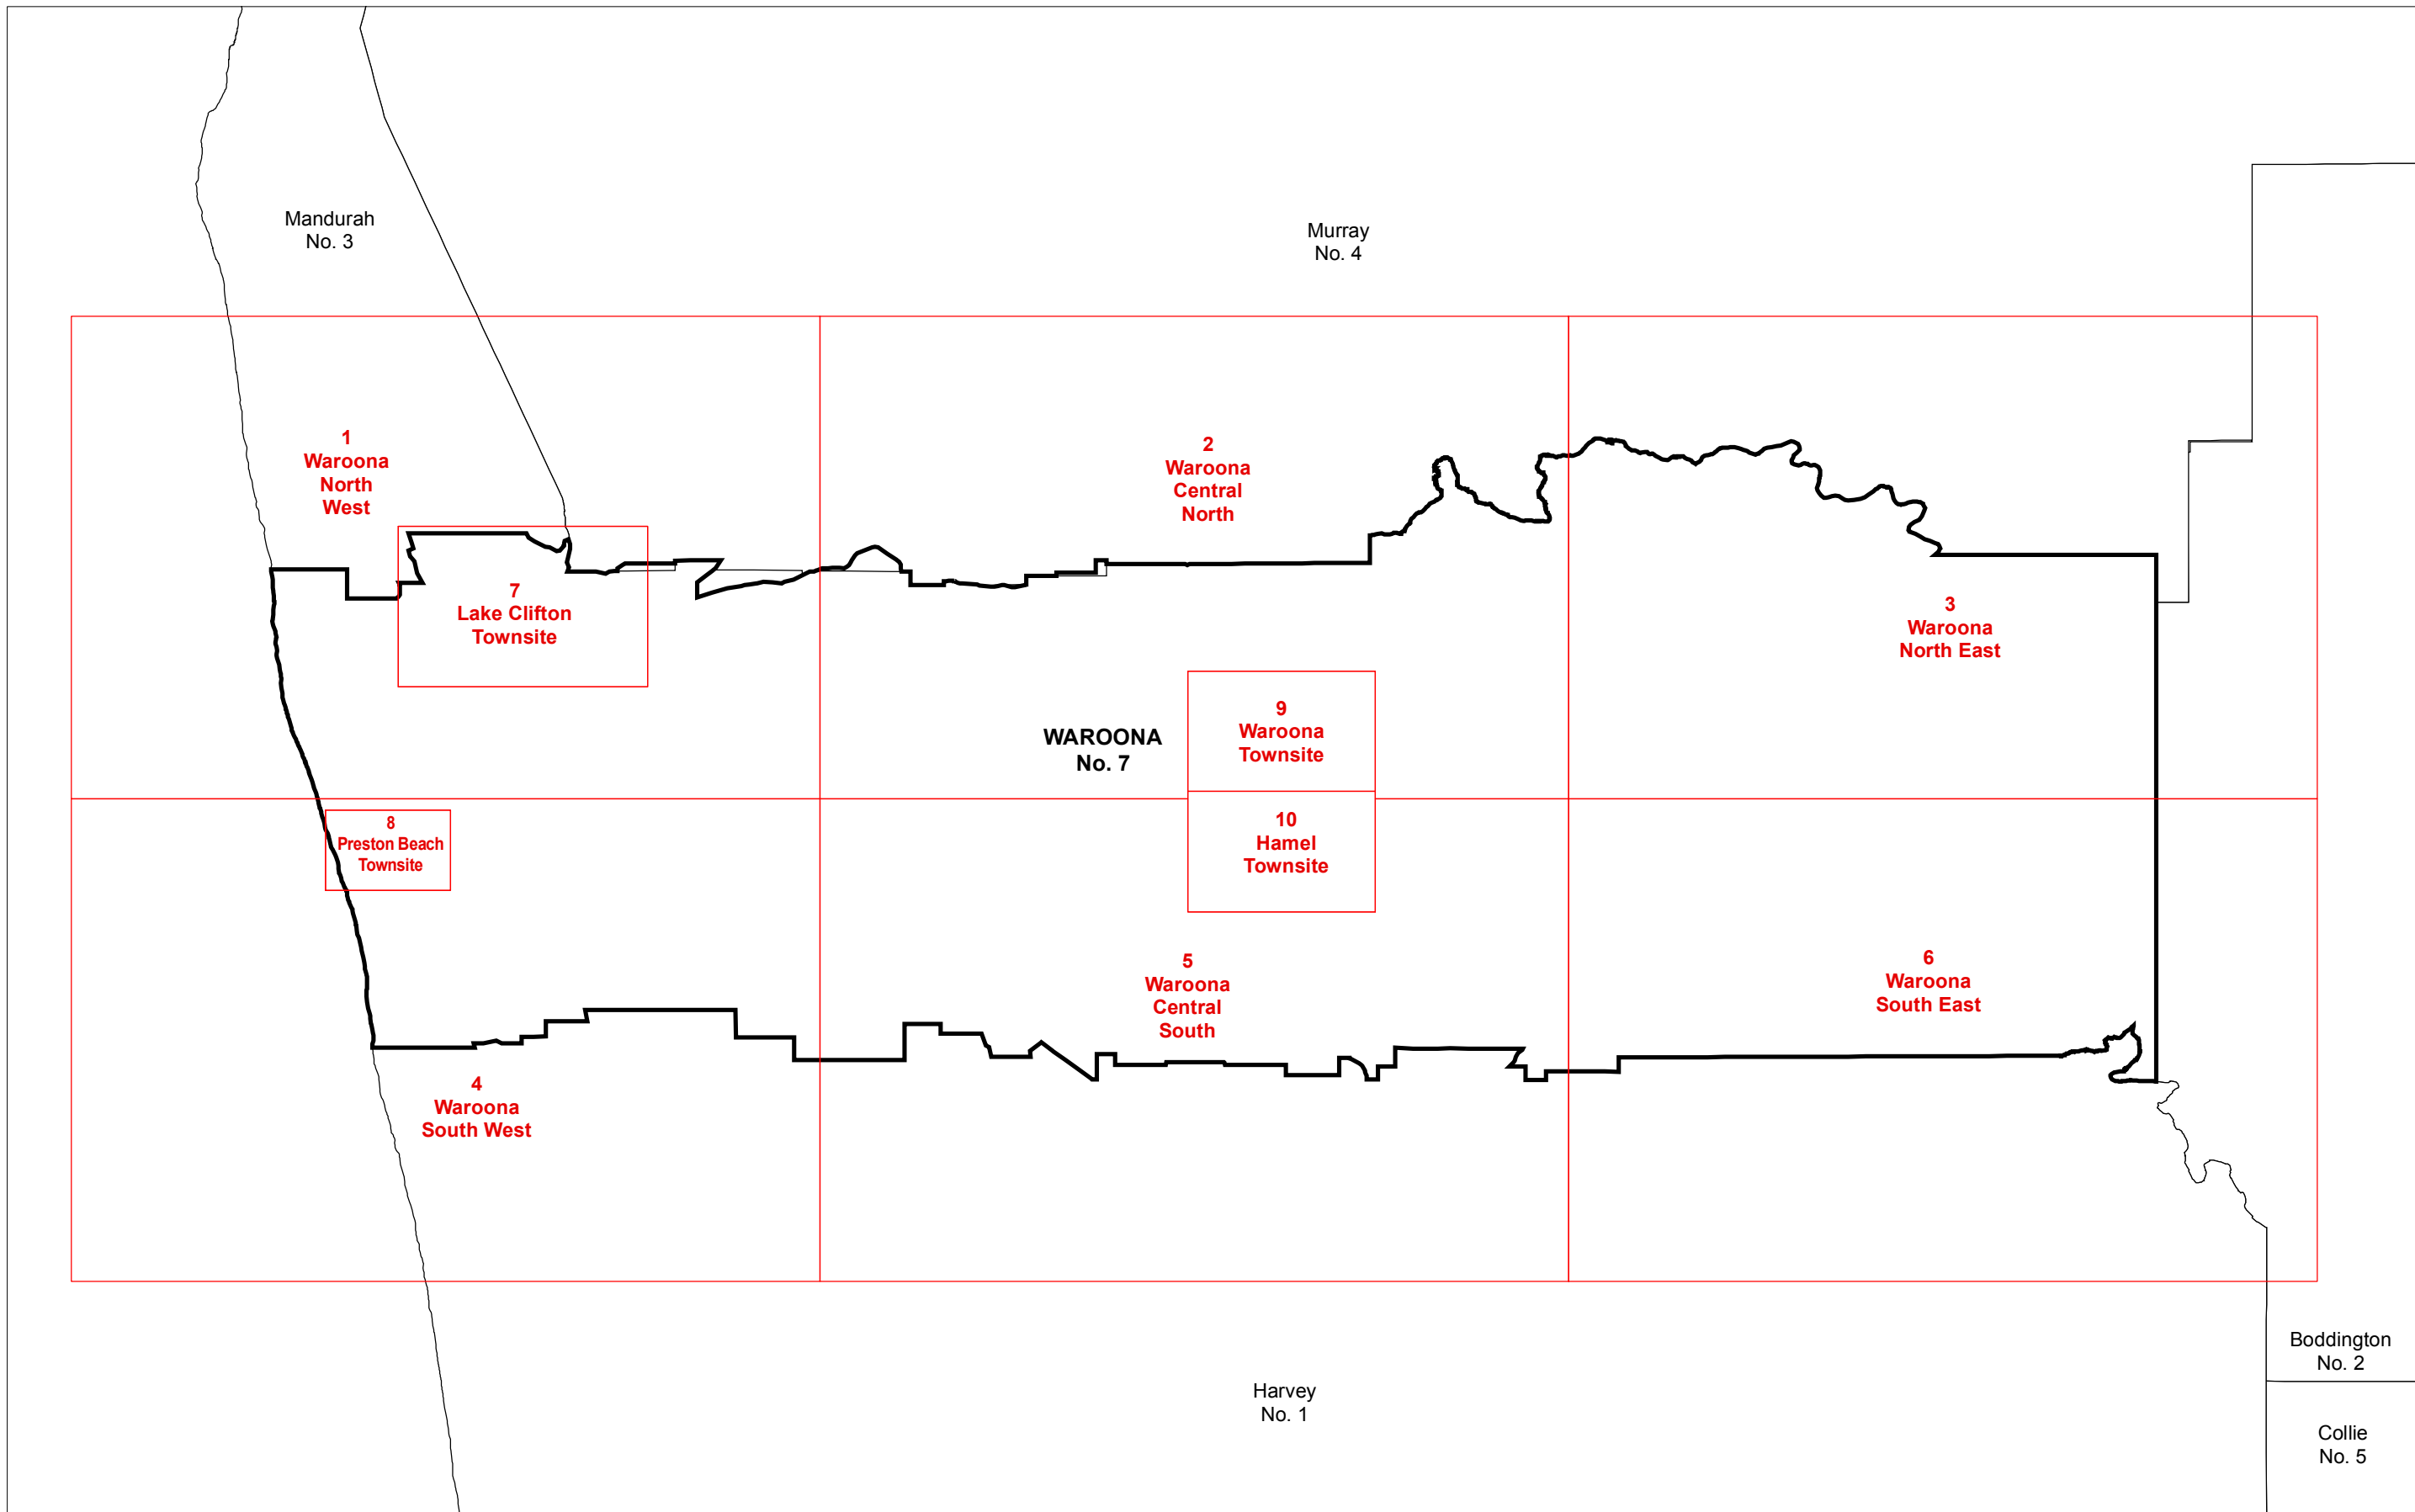 Mandurah
No. 3
Murray
No. 4
1
Waroona
North
West
2
Waroona
Central
North
3
Waroona
North East
7
Lake Clifton
Townsite
WAROONA
No. 7
9
Waroona
Townsite
8
Preston Beach
Townsite
10
Hamel
Townsite
4
Waroona
South West
5
Waroona
Central
South
6
Waroona
South East
Harvey
No. 1
Boddington
No. 2
Collie
No. 5